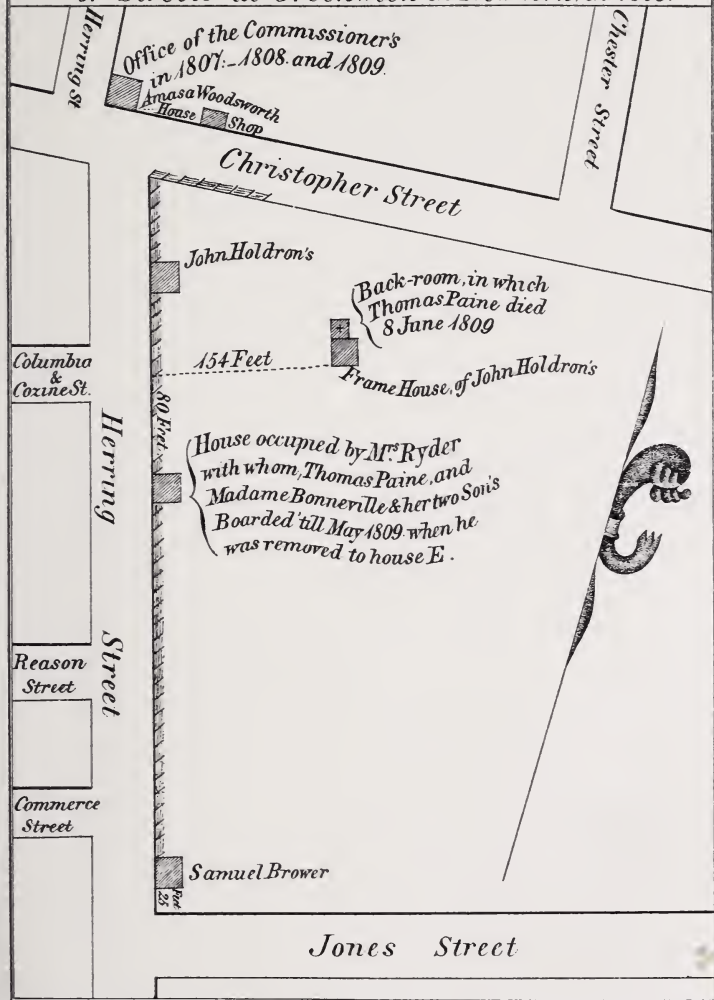 Herring St
Office of the Commissioner's
in 1807:_1808. and 1809.
Amasa Woodsworth
House
Shop
Chester Street
Christopher Street
John Holdron's
Back-room, in which
Thomas Paine died
8 June 1809
154 Feet
Frame House, of John Holdron's
Columbia
&
Cozine St.
80 Feet
Herring
Street
House occupied by Mrs Ryder
with whom, Thomas Paine, and
Madame Bonneville & her two Son's
Boarded 'till May 1809. when he
was removed to house E.
Reason
Street
Commerce
Street
Samuel Brower
Feet
25
Jones Street